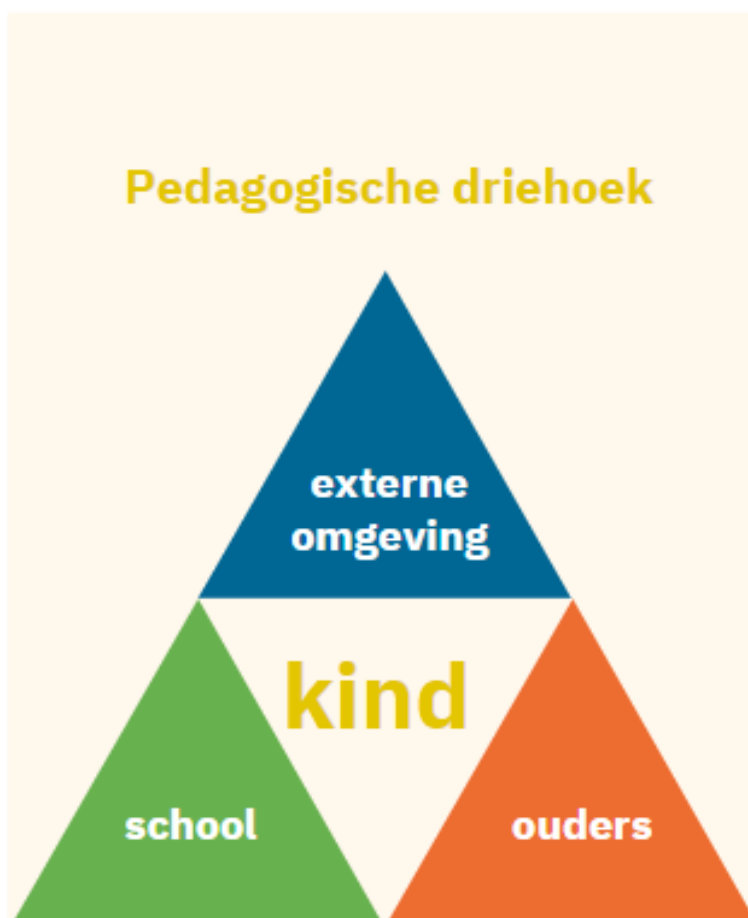 Pedagogische driehoek
externe
omgeving
kind
school
ouders